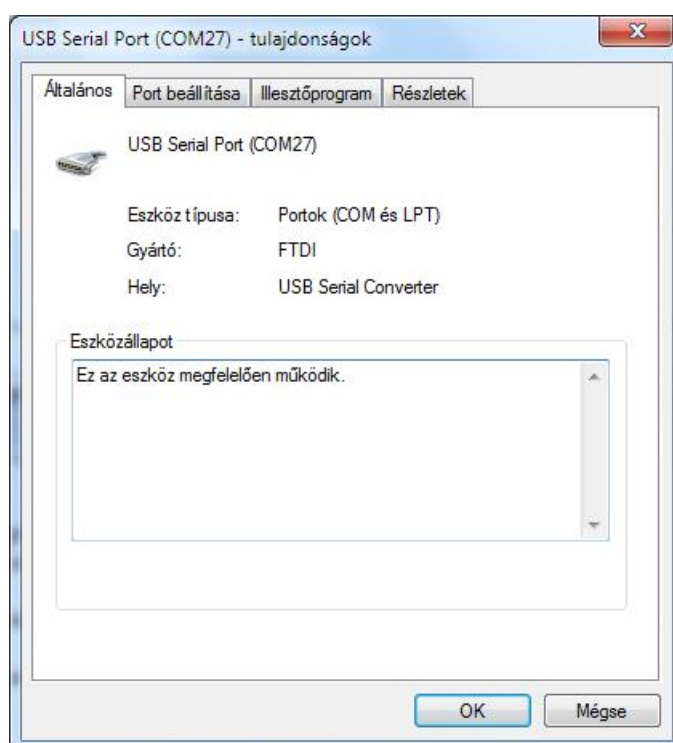 USB Serial Port (COM27) - tulajdonságok
Általános Port beállítása Illesztőprogram Részletek
USB Serial Port (COM27)
Eszköz típusa: Portok (COM és LPT)
Gyártó: FTDI
Hely: USB Serial Converter
Eszközállapot
Ez az eszköz megfelelően működik.
OK Mégse